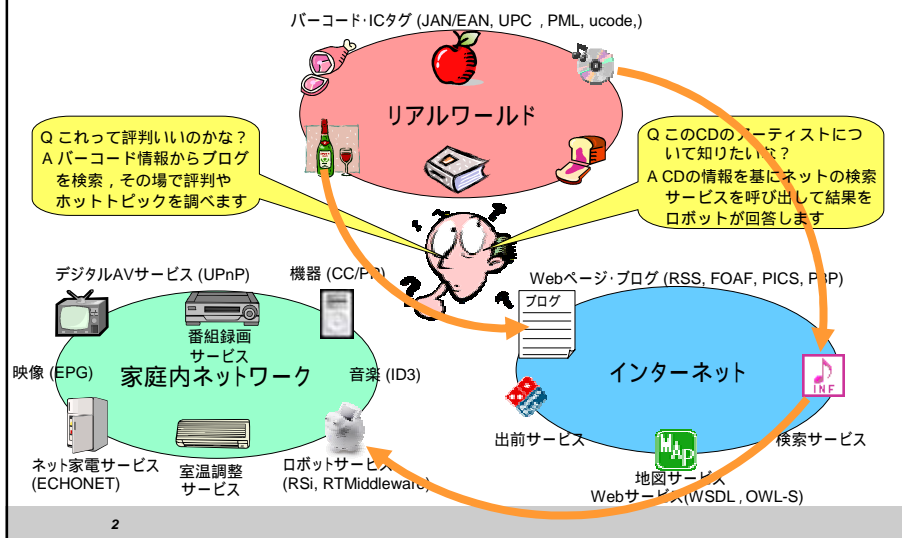 バーコード･ICタグ (JAN/EAN, UPC , PML, ucode,)
リアルワールド
Q これって評判いいのかな？
A バーコード情報からブログ
を検索 , その場で評判や
ホットトピックを調べます
Q このCDのアーティストにつ
いて知りたいな？
A CDの情報を基にネットの検索
サービスを呼び出して結果を
ロボットが回答します
デジタルAVサービス (UPnP)
機器 (CC/PP)
番組録画
サービス
映像 (EPG)
家庭内ネットワーク
音楽 (ID3)
ネット家電サービス
(ECHONET)
室温調整
サービス
ロボットサービス
(RSi, RTMiddleware)
Webページ･ブログ (RSS, FOAF, PICS, P3P)
ブログ
インターネット
INF
出前サービス
検索サービス
MAp
地図サービス
Webサービス(WSDL , OWL-S)
2